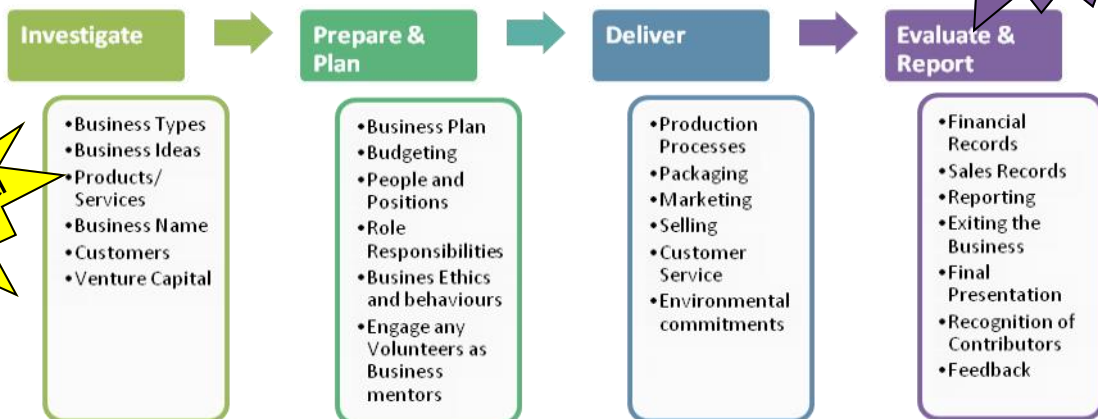 Investigate
Prepare &
Plan
Deliver
Evaluate &
Report
•Business Types
•Business Ideas
•Products/
Services
•Business Name
•Customers
•Venture Capital
•Business Plan
•Budgeting
•People and
Positions
•Role
Responsibilities
•Busines Ethics
and behaviours
•Engage any
Volunteers as
Business
mentors
•Production
Processes
•Packaging
•Marketing
•Selling
•Customer
Service
•Environmental
commitments
•Financial
Records
•Sales Records
•Reporting
•Exiting the
Business
•Final
Presentation
•Recognition of
Contributors
•Feedback